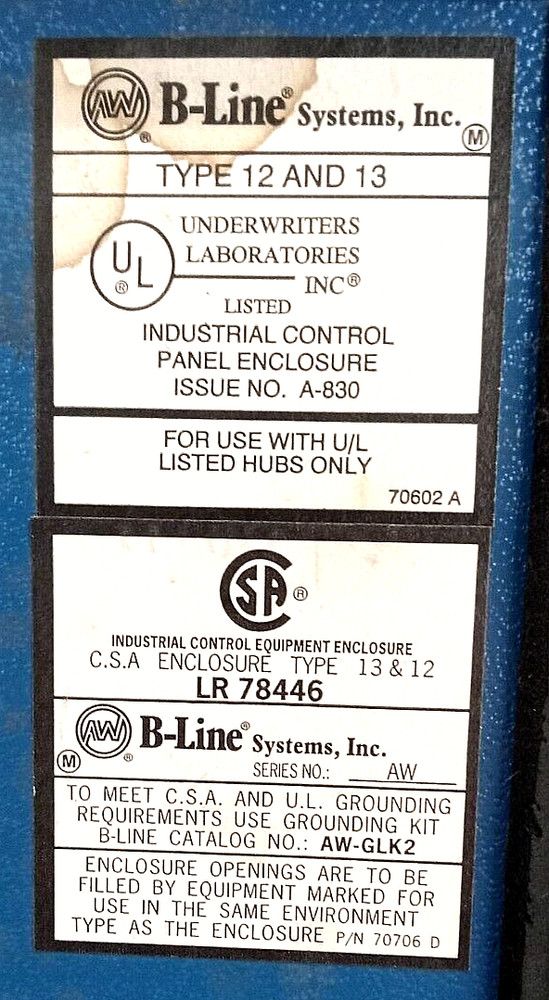 AW ® B-Line® Systems, Inc. M
TYPE 12 AND 13
UNDERWRITERS
LABORATORIES
UL ® INC®
LISTED
INDUSTRIAL CONTROL
PANEL ENCLOSURE
ISSUE NO. A-830
FOR USE WITH U/L
LISTED HUBS ONLY
70602 A
CSA ®
INDUSTRIAL CONTROL EQUIPMENT ENCLOSURE
C.S.A ENCLOSURE TYPE 13 & 12
LR 78446
AW ® B-Line® Systems, Inc.
M SERIES NO.: AW
TO MEET C.S.A. AND U.L. GROUNDING
REQUIREMENTS USE GROUNDING KIT
B-LINE CATALOG NO.: AW-GLK2
ENCLOSURE OPENINGS ARE TO BE
FILLED BY EQUIPMENT MARKED FOR
USE IN THE SAME ENVIRONMENT
TYPE AS THE ENCLOSURE P/N 70706 D